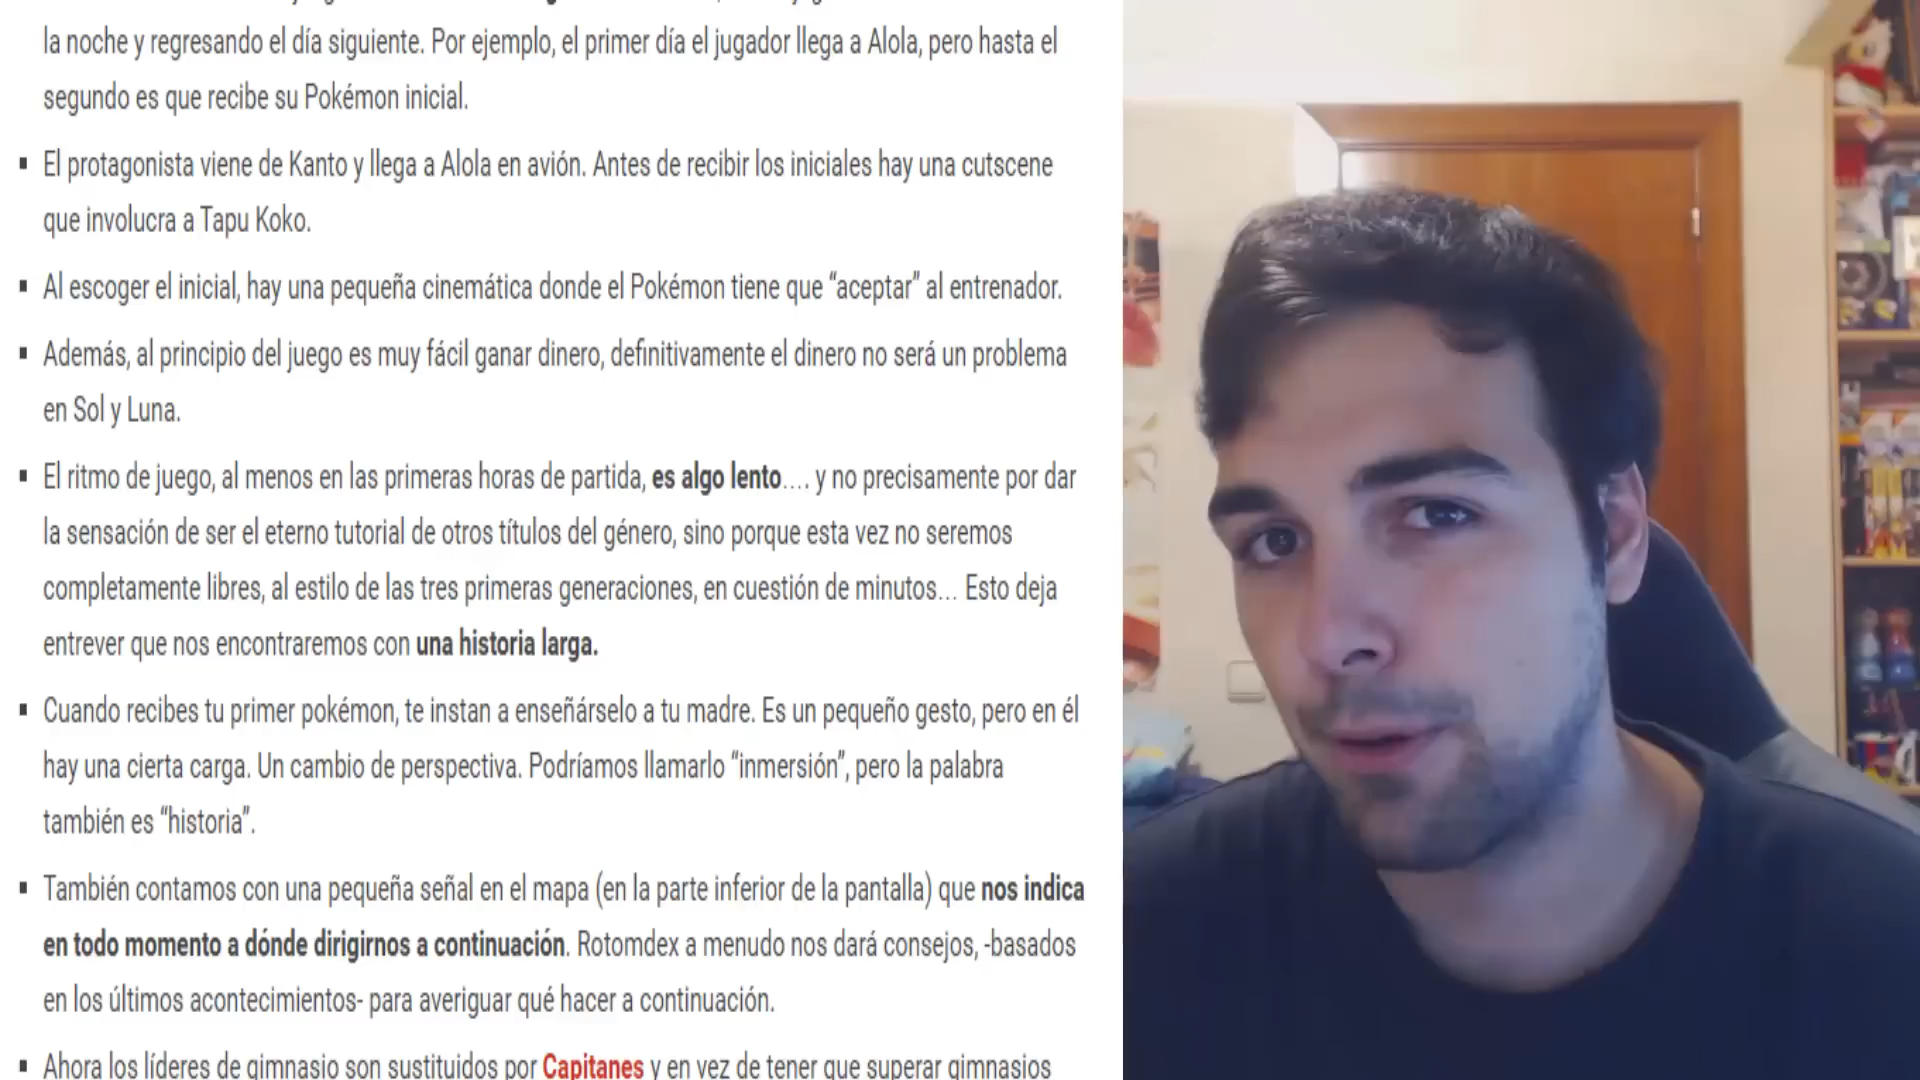 la noche y regresando el día siguiente. Por ejemplo, el primer día el jugador llega a Alola, pero hasta el
segundo es que recibe su Pokémon inicial.
El protagonista viene de Kanto y llega a Alola en avión. Antes de recibir los iniciales hay una cutscene
que involucra a Tapu Koko.
Al escoger el inicial, hay una pequeña cinemática donde el Pokémon tiene que “aceptar” al entrenador.
Además, al principio del juego es muy fácil ganar dinero, definitivamente el dinero no será un problema
en Sol y Luna.
El ritmo de juego, al menos en las primeras horas de partida, es algo lento…. y no precisamente por dar
la sensación de ser el eterno tutorial de otros títulos del género, sino porque esta vez no seremos
completamente libres, al estilo de las tres primeras generaciones, en cuestión de minutos… Esto deja
entrever que nos encontraremos con una historia larga.
Cuando recibes tu primer pokémon, te instan a enseñárselo a tu madre. Es un pequeño gesto, pero en él
hay una cierta carga. Un cambio de perspectiva. Podríamos llamarlo “inmersión”, pero la palabra
también es “historia”.
También contamos con una pequeña señal en el mapa (en la parte inferior de la pantalla) que nos indica
en todo momento a dónde dirigirnos a continuación. Rotomdex a menudo nos dará consejos, -basados
en los últimos acontecimientos- para averiguar qué hacer a continuación.
Ahora los líderes de gimnasio son sustituidos por Capitanes y en vez de tener que superar gimnasios